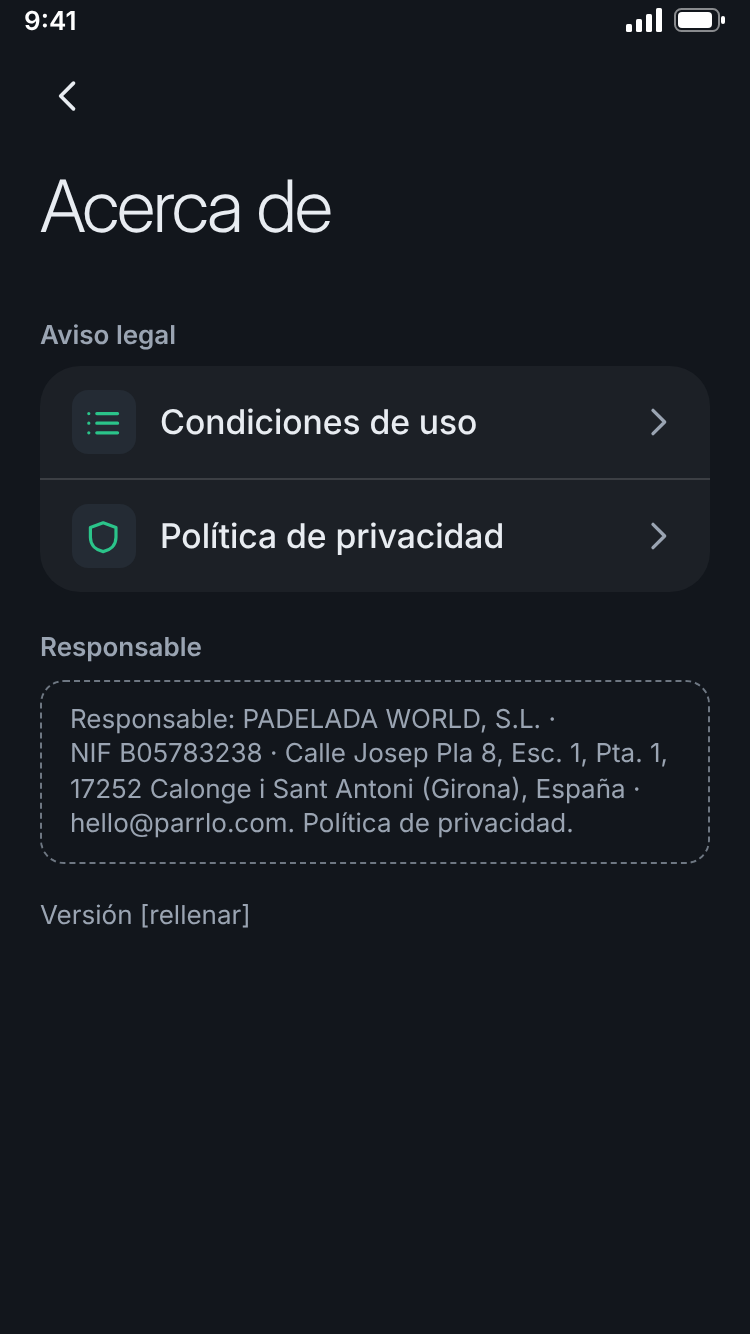 9:41
Acerca de
Aviso legal
Condiciones de uso
Política de privacidad
Responsable
Responsable: PADELADA WORLD, S.L. ·
NIF B05783238 · Calle Josep Pla 8, Esc. 1, Pta. 1,
17252 Calonge i Sant Antoni (Girona), España ·
hello@parrlo.com. Política de privacidad.
Versión [rellenar]